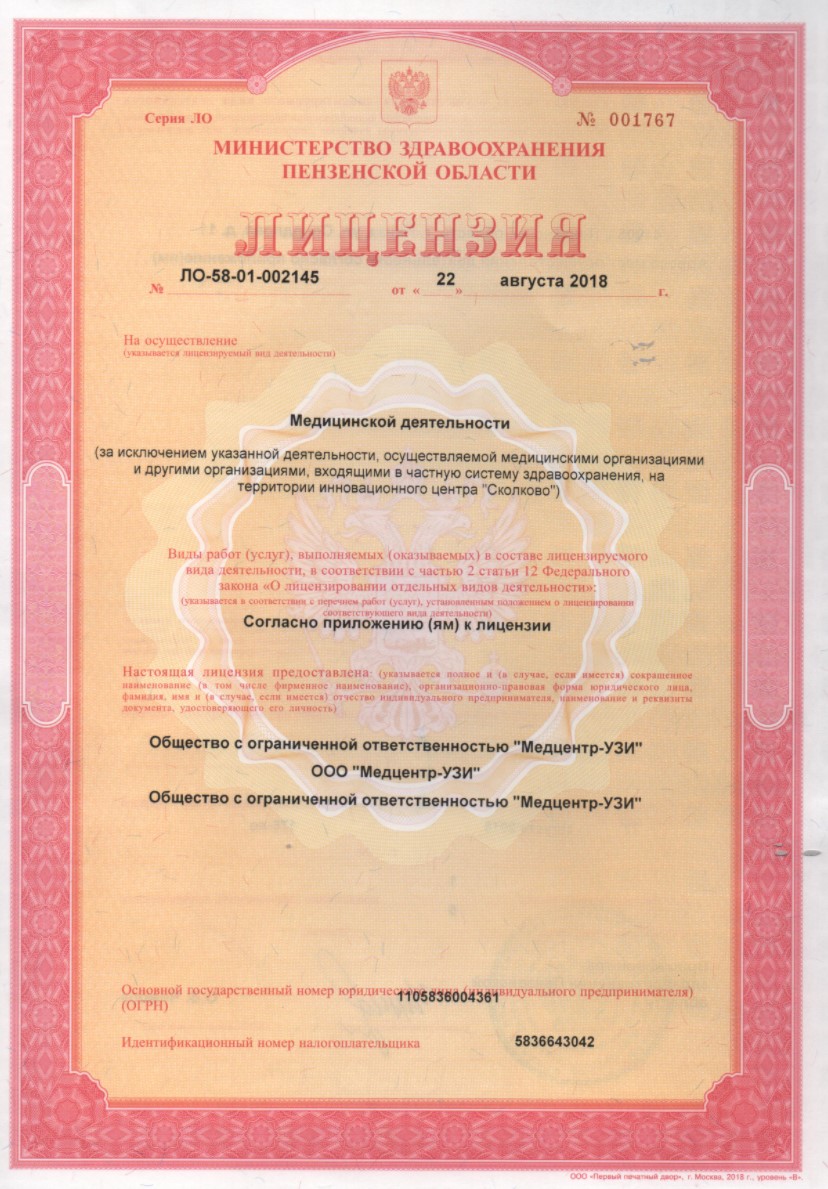 Серия ЛО
№ 001767
МИНИСТЕРСТВО ЗДРАВООХРАНЕНИЯ
ПЕНЗЕНСКОЙ ОБЛАСТИ
ЛИЦЕНЗИЯ
№ ЛО-58-01-002145 от « 22 » августа 2018 г.
На осуществление
(указывается лицензируемый вид деятельности)
Медицинской деятельности
(за исключением указанной деятельности, осуществляемой медицинскими организациями
и другими организациями, входящими в частную систему здравоохранения, на
территории инновационного центра "Сколково")
Виды работ (услуг), выполняемых (оказываемых) в составе лицензируемого
вида деятельности, в соответствии с частью 2 статьи 12 Федерального
закона «О лицензировании отдельных видов деятельности»:
(указывается в соответствии с перечнем работ (услуг), установленным положением о лицензировании
соответствующего вида деятельности)
Согласно приложению (ям) к лицензии
Настоящая лицензия предоставлена: (указывается полное и (в случае, если имеется) сокращенное
наименование (в том числе фирменное наименование), организационно-правовая форма юридического лица,
фамилия, имя и (в случае, если имеется) отчество индивидуального предпринимателя, наименование и реквизиты
документа, удостоверяющего его личность)
Общество с ограниченной ответственностью "Медцентр-УЗИ"
ООО "Медцентр-УЗИ"
Общество с ограниченной ответственностью "Медцентр-УЗИ"
Основной государственный номер юридического лица (индивидуального предпринимателя)
(ОГРН)
1105836004361
Идентификационный номер налогоплательщика 5836643042
ООО «Первый печатный двор», г. Москва, 2018 г., уровень «В».